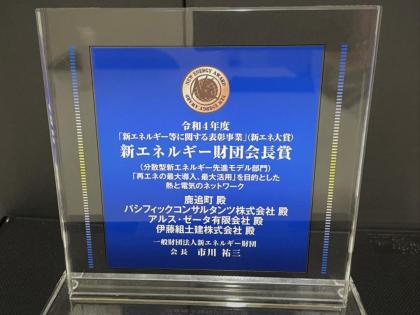 NEW ENERGY AWARD
令和4年度
「新エネルギー等に関する表彰事業」(新エネ大賞)
新エネルギー財団会長賞
(分散型新エネルギー先進モデル部門)
「再エネの最大導入、最大活用」を目的とした
熱と電気のネットワーク
鹿追町 殿
パシフィックコンサルタンツ株式会社 殿
アルス・ゼータ有限会社 殿
伊藤組土建株式会社 殿
一般財団法人新エネルギー財団
会長 市川 祐三